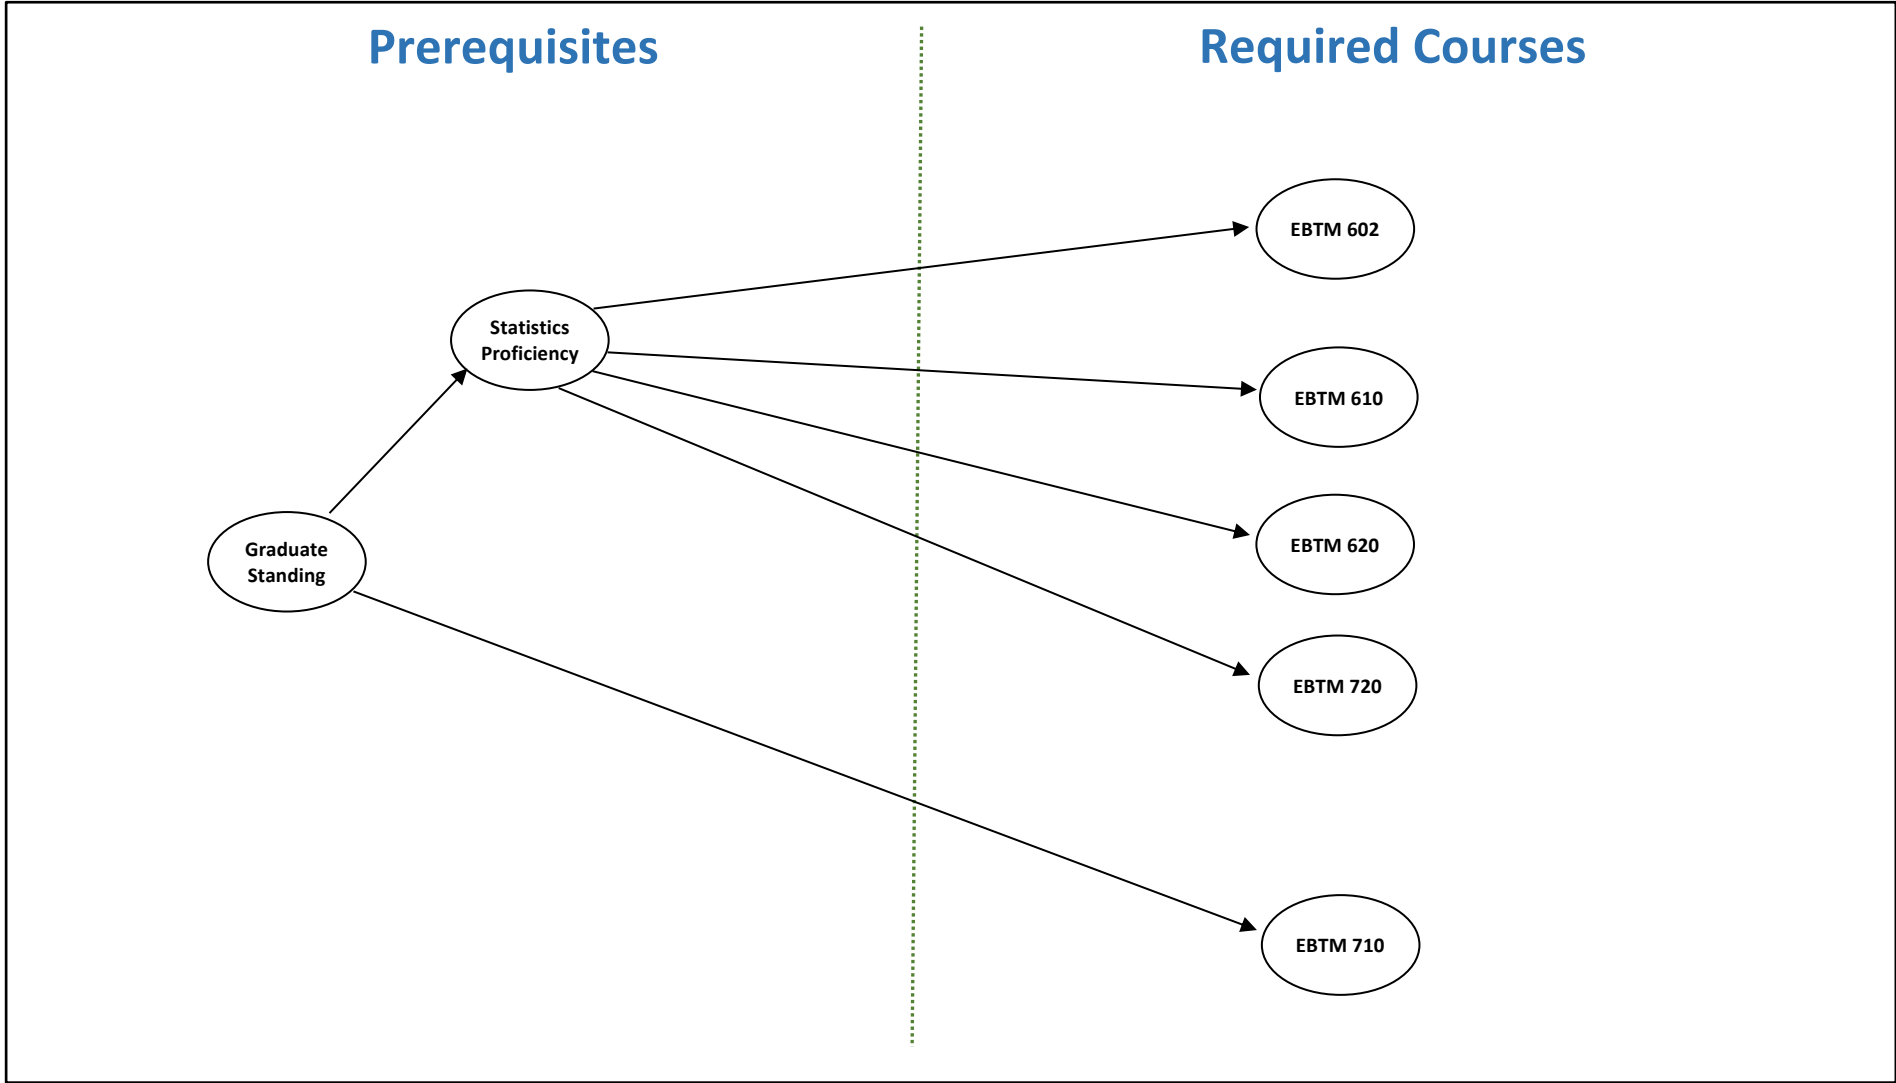 Prerequisites
Required Courses
EBTM 602
Statistics
Proficiency
EBTM 610
Graduate
Standing
EBTM 620
EBTM 720
EBTM 710